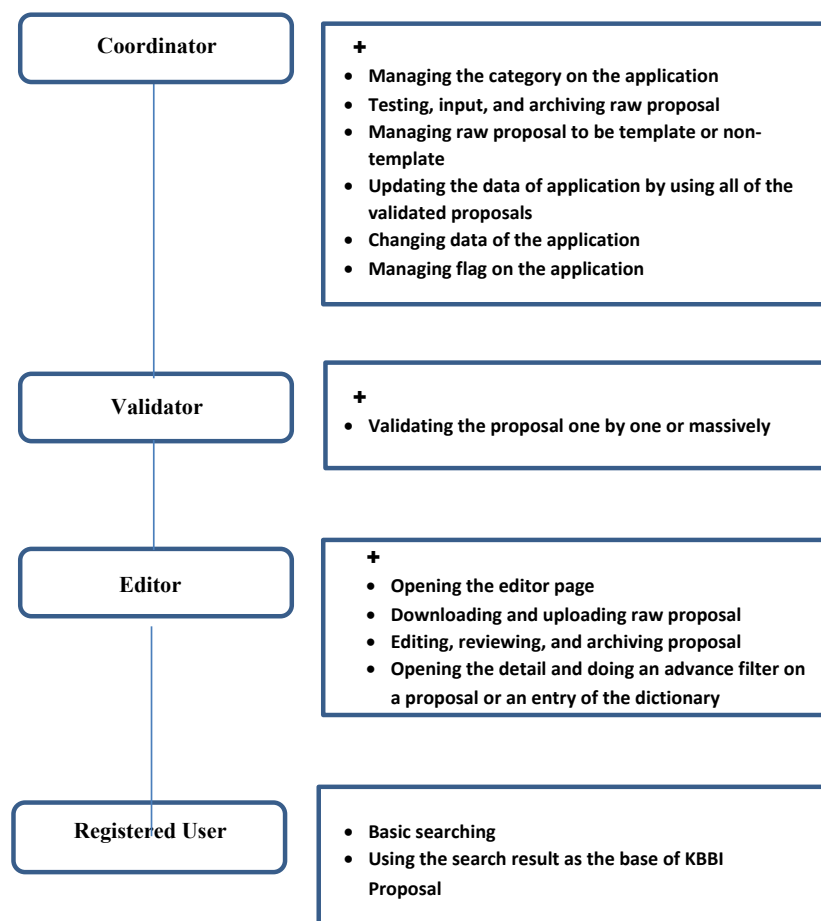 Coordinator
+
• Managing the category on the application
• Testing, input, and archiving raw proposal
• Managing raw proposal to be template or non-
template
• Updating the data of application by using all of the
validated proposals
• Changing data of the application
• Managing flag on the application
Validator
+
• Validating the proposal one by one or massively
Editor
+
• Opening the editor page
• Downloading and uploading raw proposal
• Editing, reviewing, and archiving proposal
• Opening the detail and doing an advance filter on
a proposal or an entry of the dictionary
Registered User
• Basic searching
• Using the search result as the base of KBBI
Proposal